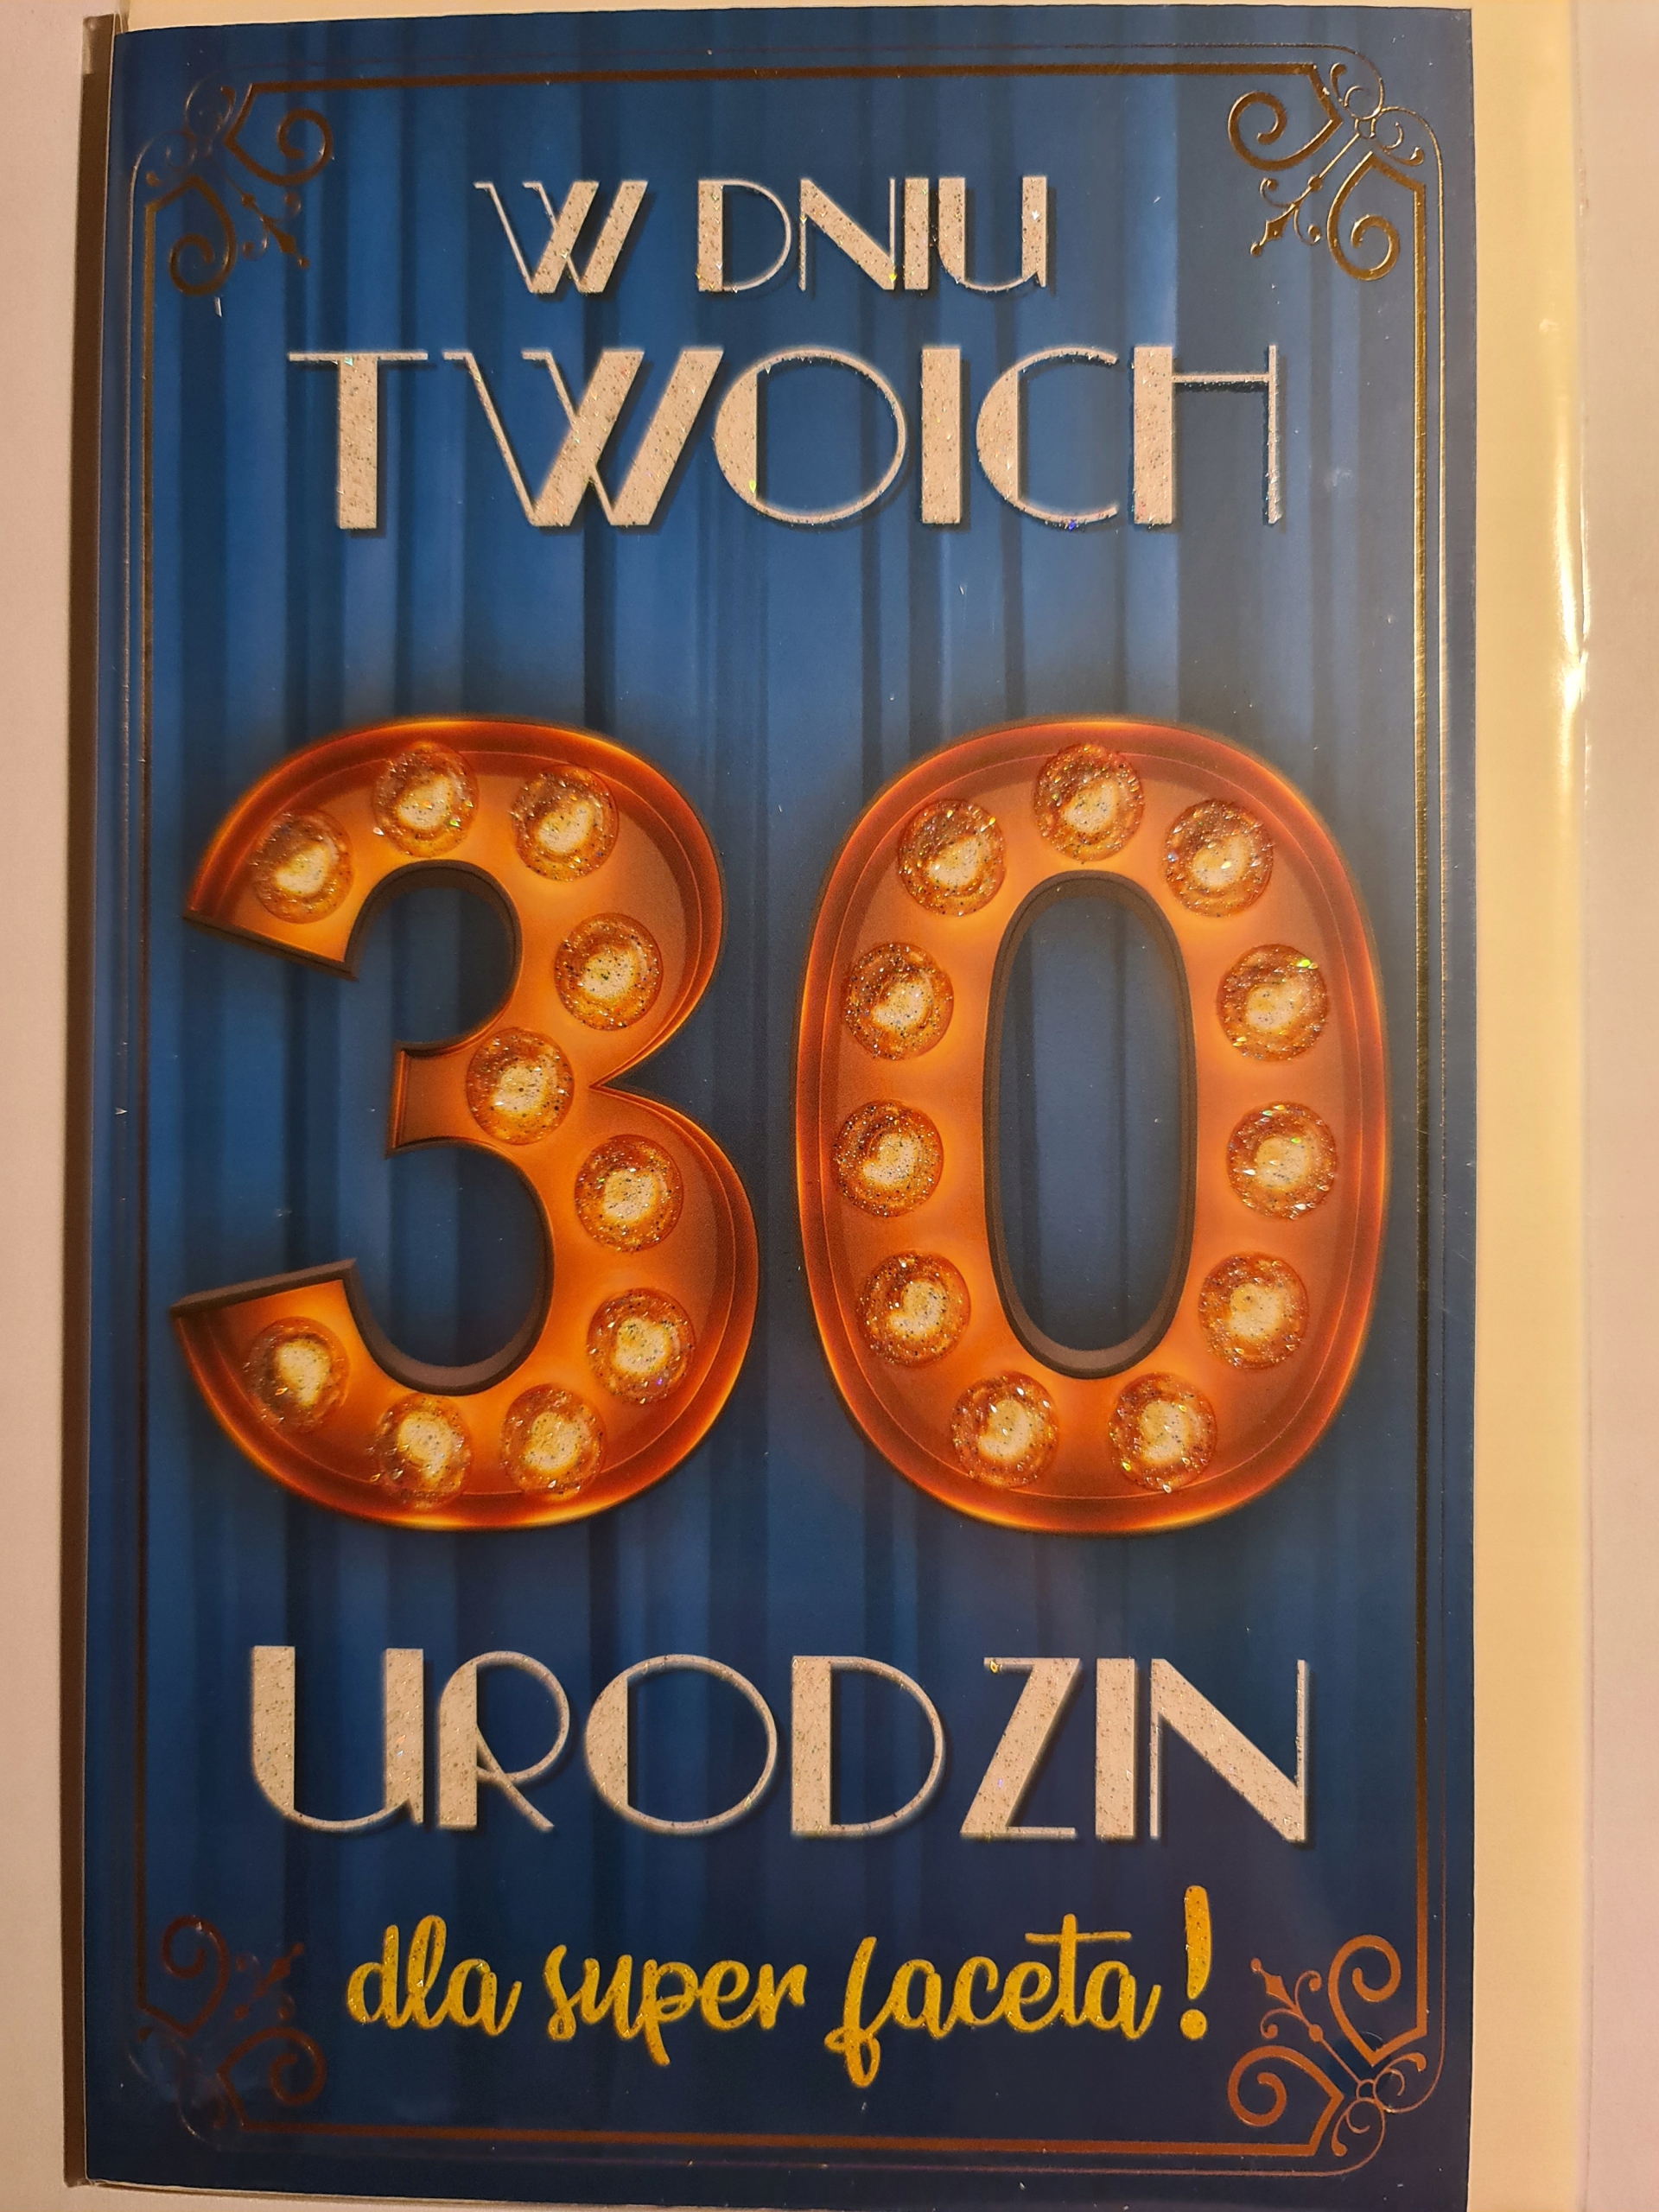 W DNIU
TWOICH
30
URODZIN
dla super faceta!